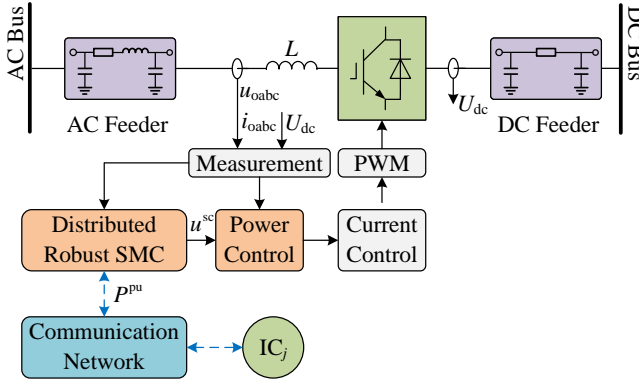 AC Bus
AC Feeder
L
u_oabc
i_oabc
U_dc
U_dc
DC Feeder
DC Bus
Measurement
PWM
Distributed
Robust SMC
u^sc
Power
Control
Current
Control
P^pu
Communication
Network
IC_j